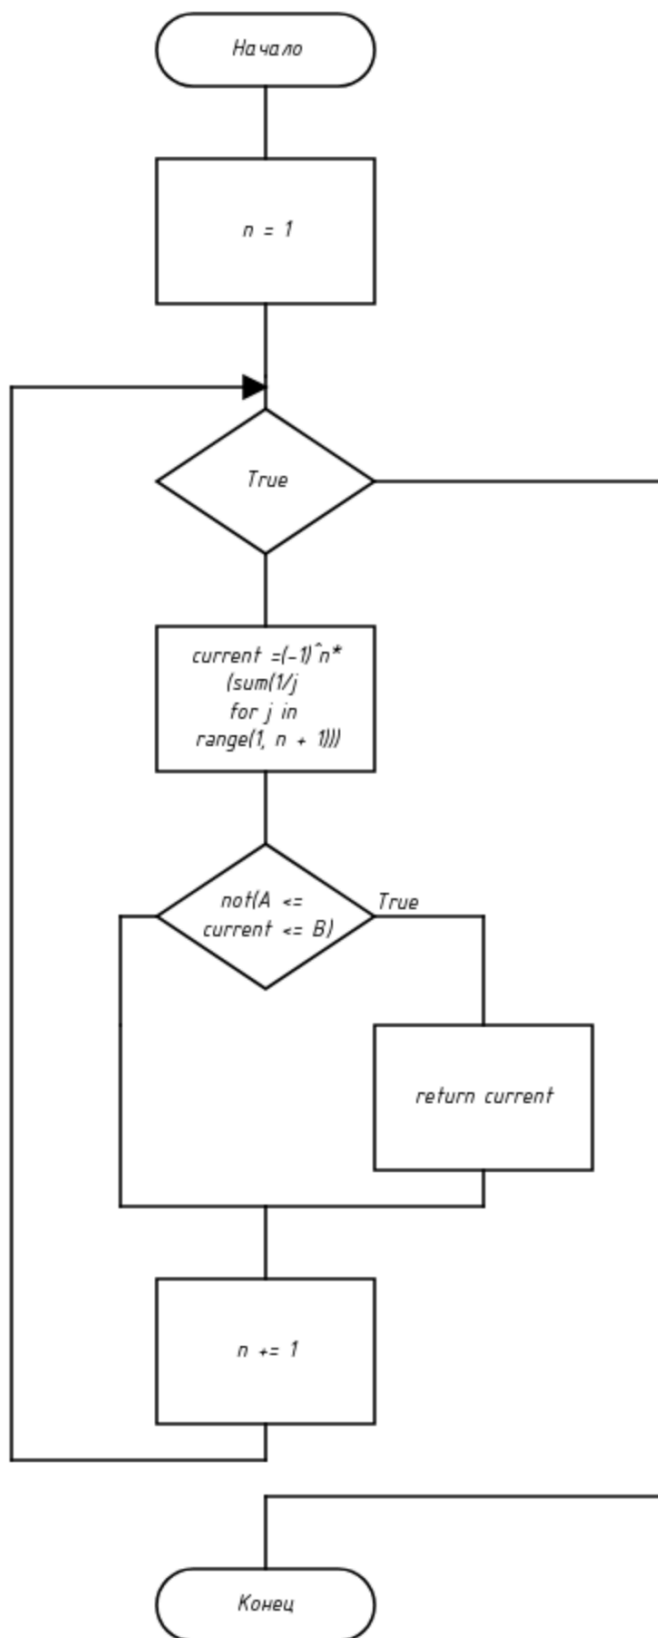 Начало
n = 1
True
current =(-1)^n*
(sum(1/j
for j in
range(1, n + 1)))
not(A <=
current <= B)
True
return current
n += 1
Конец